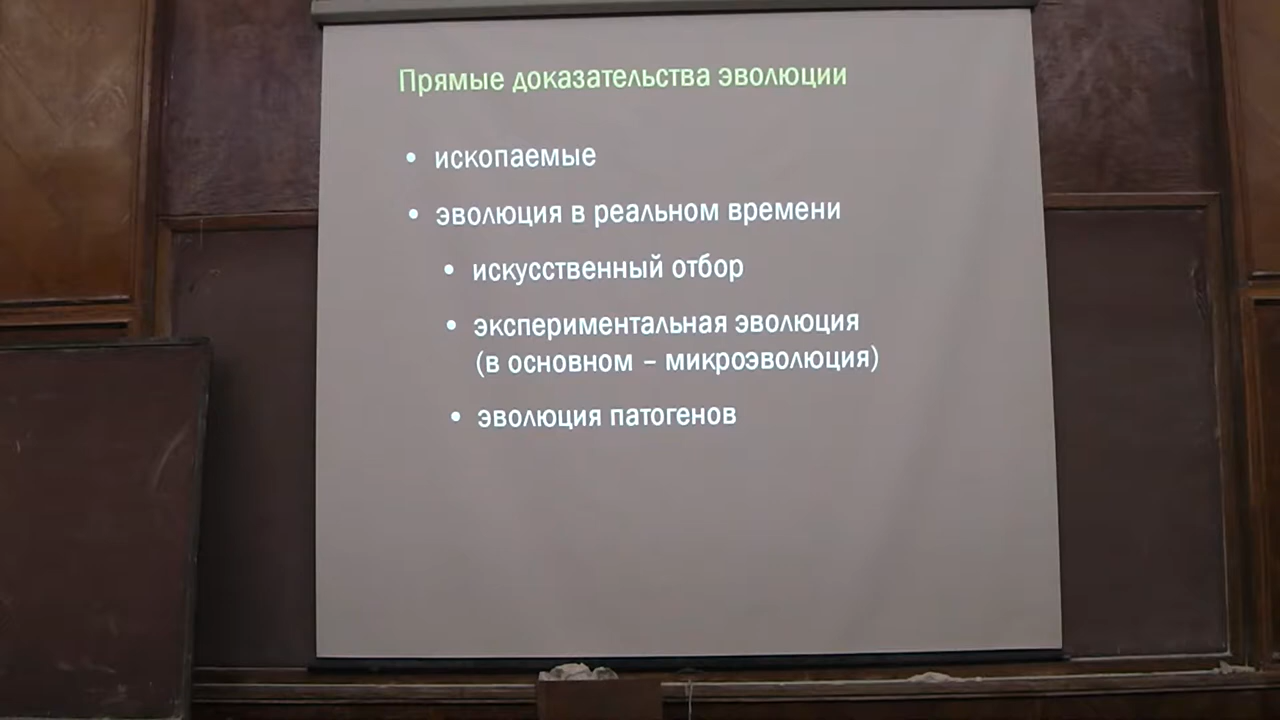 Прямые доказательства эволюции
• ископаемые
• эволюция в реальном времени
• искусственный отбор
• экспериментальная эволюция
(в основном – микроэволюция)
• эволюция патогенов